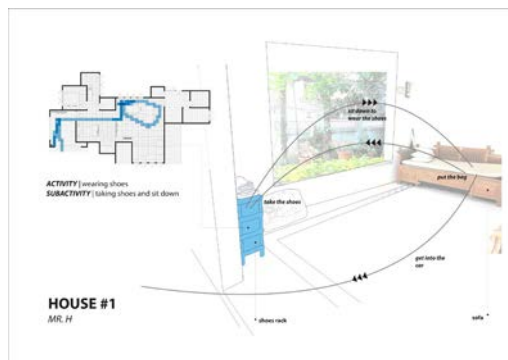 ACTIVITY | wearing shoes
SUBACTIVITY | taking shoes and sit down
sit down to
wear the shoes
put the bag
take the shoes
get into the
car
HOUSE #1
MR. H
* shoes rack
sofa *